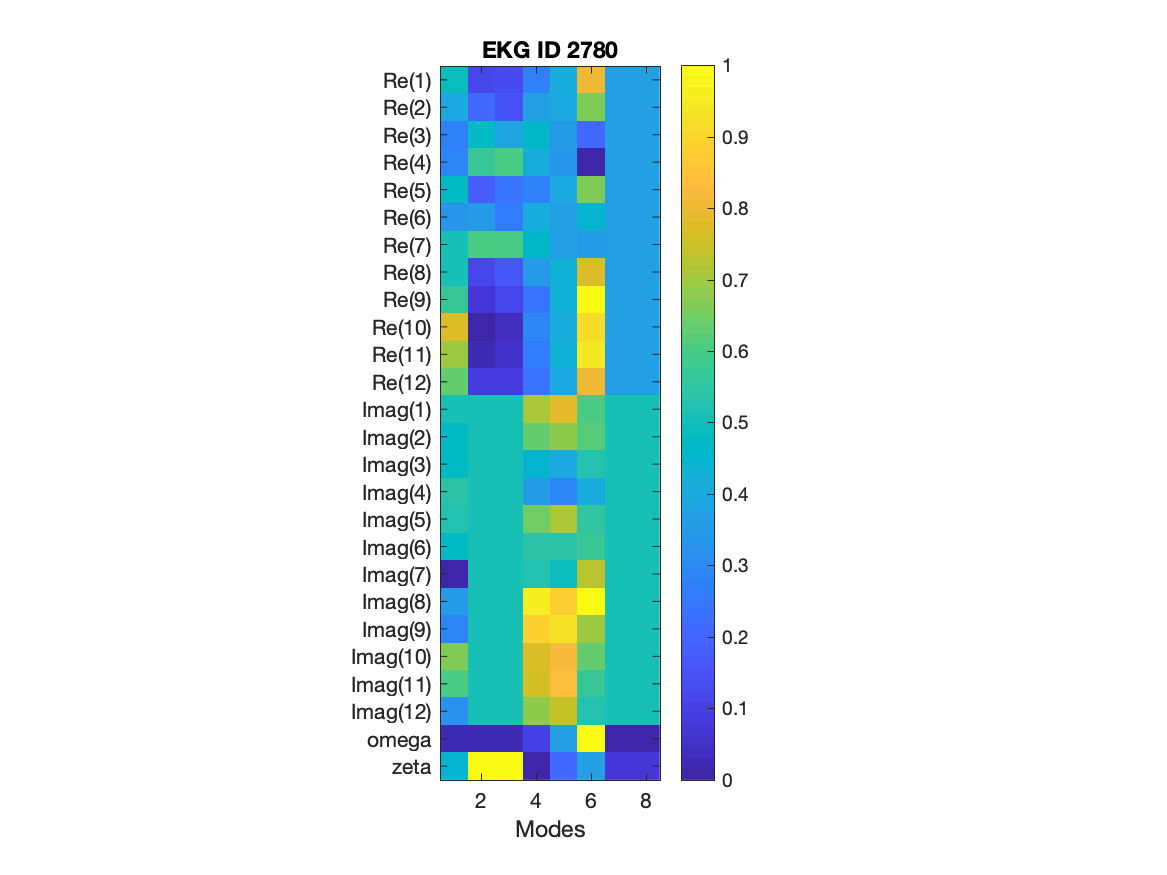 EKG ID 2780
Re(1)
Re(2)
Re(3)
Re(4)
Re(5)
Re(6)
Re(7)
Re(8)
Re(9)
Re(10)
Re(11)
Re(12)
Imag(1)
Imag(2)
Imag(3)
Imag(4)
Imag(5)
Imag(6)
Imag(7)
Imag(8)
Imag(9)
Imag(10)
Imag(11)
Imag(12)
omega
zeta
2 4 6 8
Modes
1
0.9
0.8
0.7
0.6
0.5
0.4
0.3
0.2
0.1
0